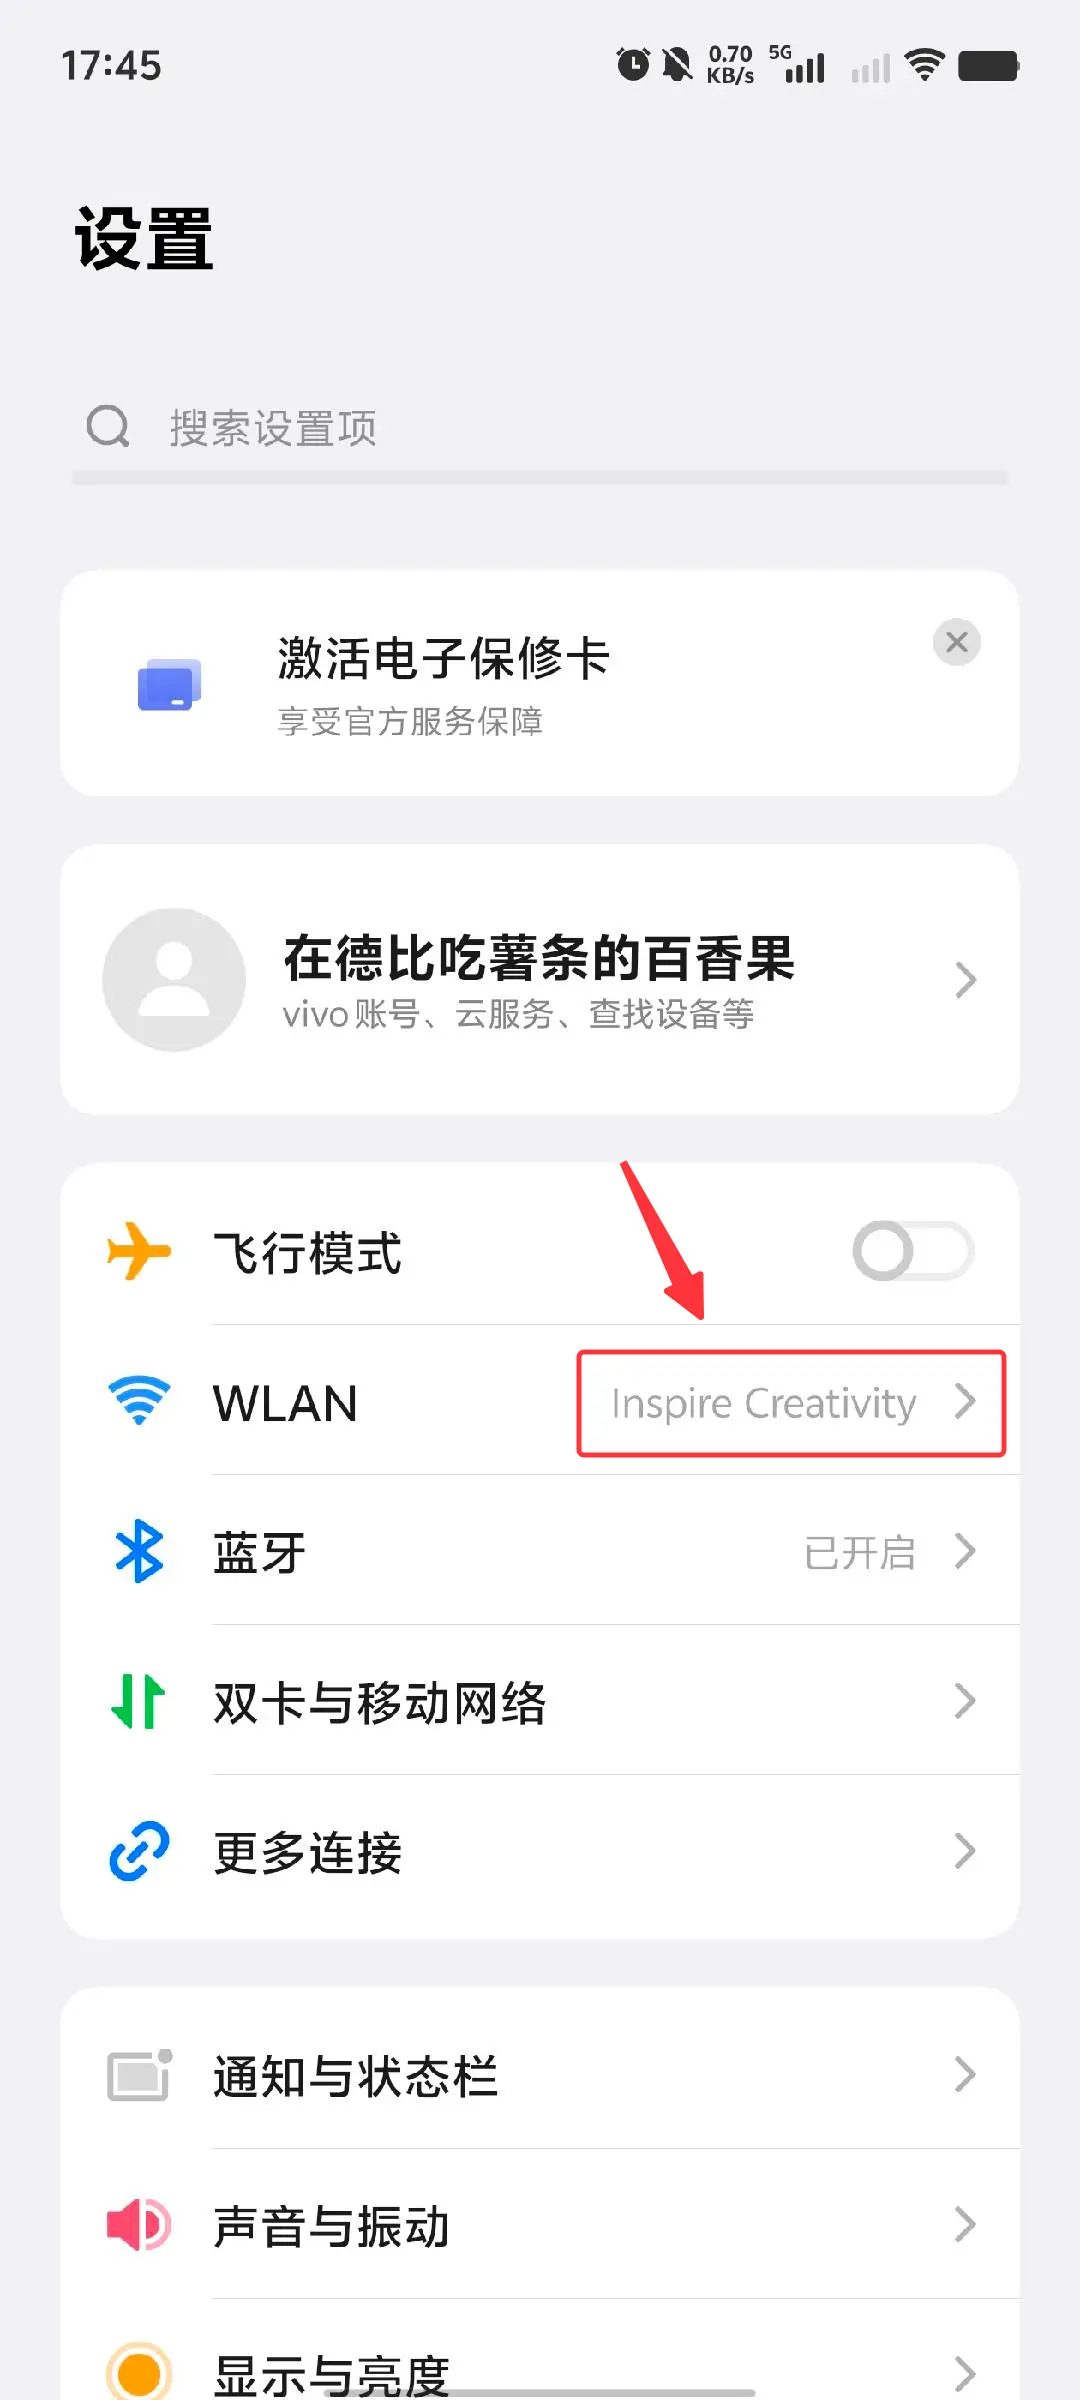 17:45
0.70 KB/s 5G
设置
搜索设置项
激活电子保修卡
享受官方服务保障
在德比吃薯条的百香果
vivo账号、云服务、查找设备等
飞行模式
WLAN Inspire Creativity
蓝牙 已开启
双卡与移动网络
更多连接
通知与状态栏
声音与振动
显示与亮度